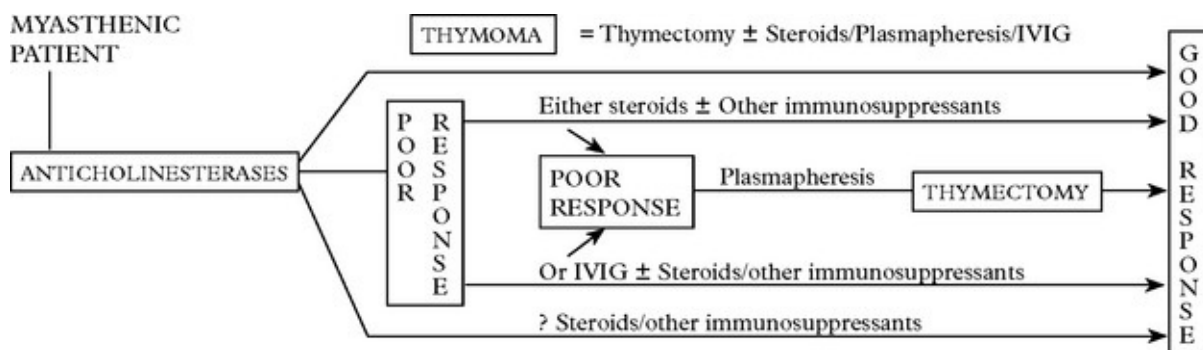 MYASTHENIC
PATIENT
THYMOMA = Thymectomy ± Steroids/Plasmapheresis/IVIG
ANTICHOLINESTERASES
POOR RESPONSE
Either steroids ± Other immunosuppressants
POOR
RESPONSE
Plasmapheresis
THYMECTOMY
Or IVIG ± Steroids/other immunosuppressants
? Steroids/other immunosuppressants
GOOD RESPONSE